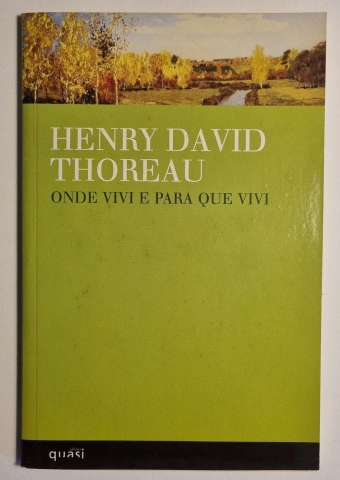 HENRY DAVID
THOREAU
ONDE VIVI E PARA QUE VIVI
quasi